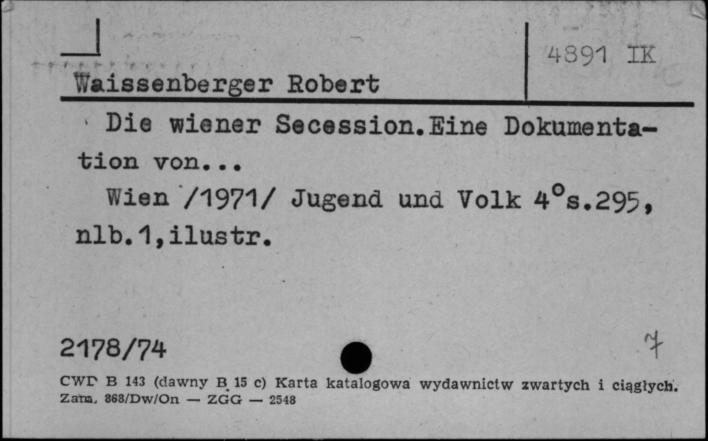 4891 IK
Waissenberger Robert
Die wiener Secession.Eine Dokumenta-
tion von...
Wien /1971/ Jugend und Volk 4°s.295,
nlb.1,ilustr.
2178/74
7
CWD B 143 (dawny B 15 c) Karta katalogowa wydawnictw zwartych i ciągłych.
Zam. 868/Dw/On — ZGG — 2548